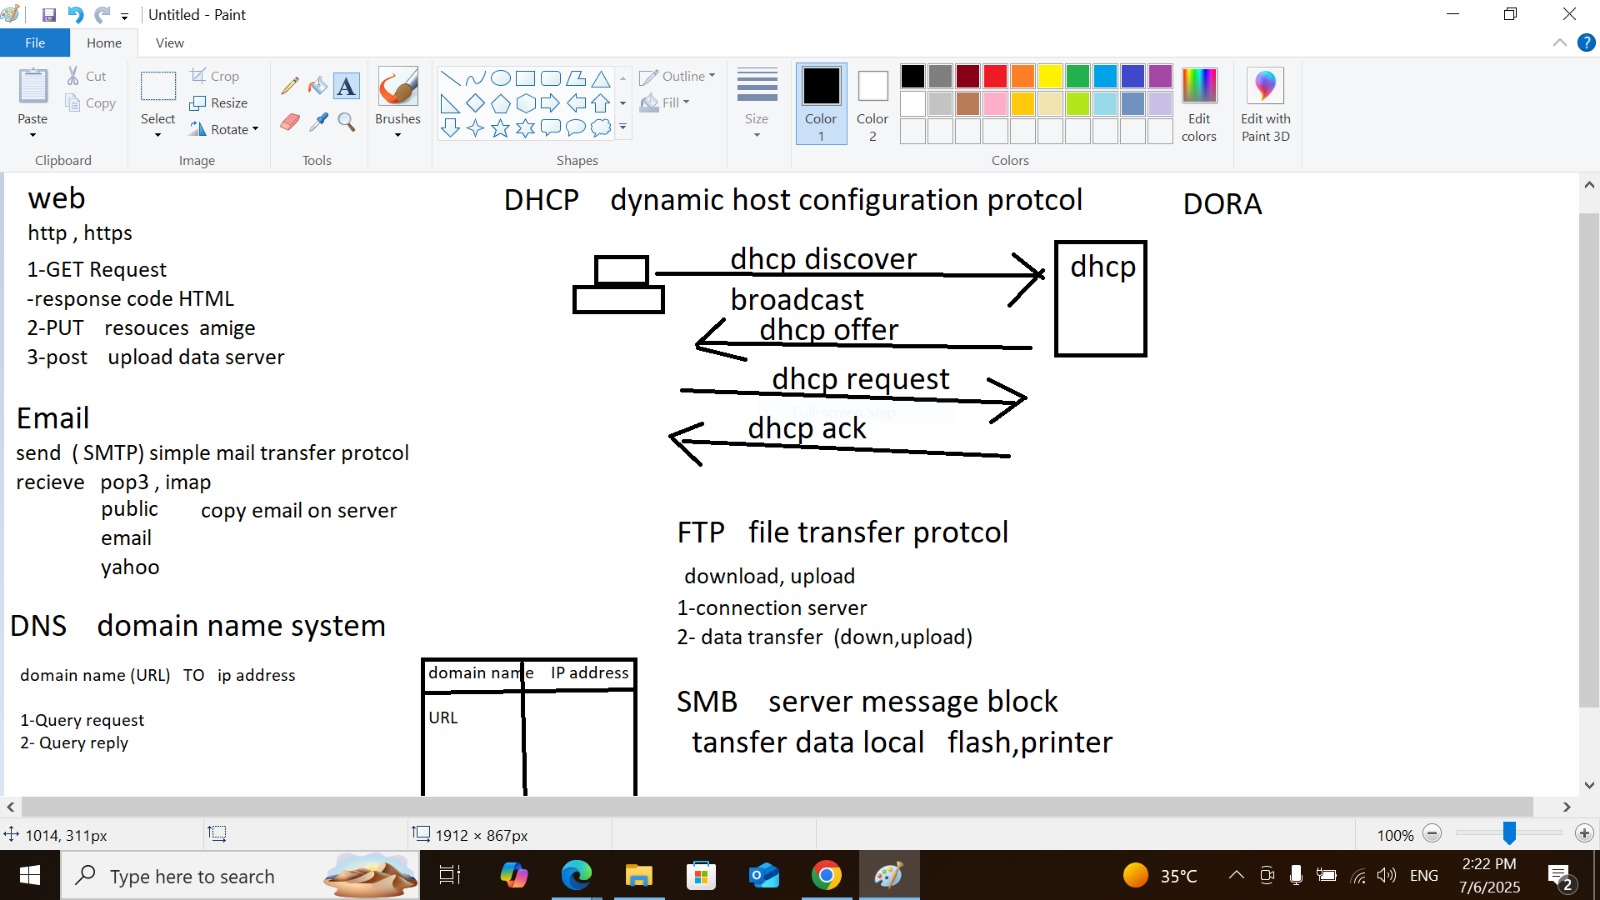 Untitled - Paint
File
Home
View
Paste
Cut
Copy
Clipboard
Select
Crop
Resize
Rotate
Image
A
Tools
Brushes
Shapes
Outline
Fill
Size
Color
1
Color
2
Edit
colors
Colors
Edit with
Paint 3D
web
http , https
1-GET Request
-response code HTML
2-PUT resouces amige
3-post upload data server
Email
send ( SMTP) simple mail transfer protcol
recieve pop3 , imap
public copy email on server
email
yahoo
DNS domain name system
domain name (URL) TO ip address
1-Query request
2- Query reply
domain name IP address
URL
DHCP dynamic host configuration protcol
DORA
dhcp discover
dhcp
broadcast
dhcp offer
dhcp request
dhcp ack
FTP file transfer protcol
download, upload
1-connection server
2- data transfer (down,upload)
SMB server message block
tansfer data local flash,printer
1014, 311px
1912 × 867px
100%
Type here to search
35°C
ENG
2:22 PM
7/6/2025
2